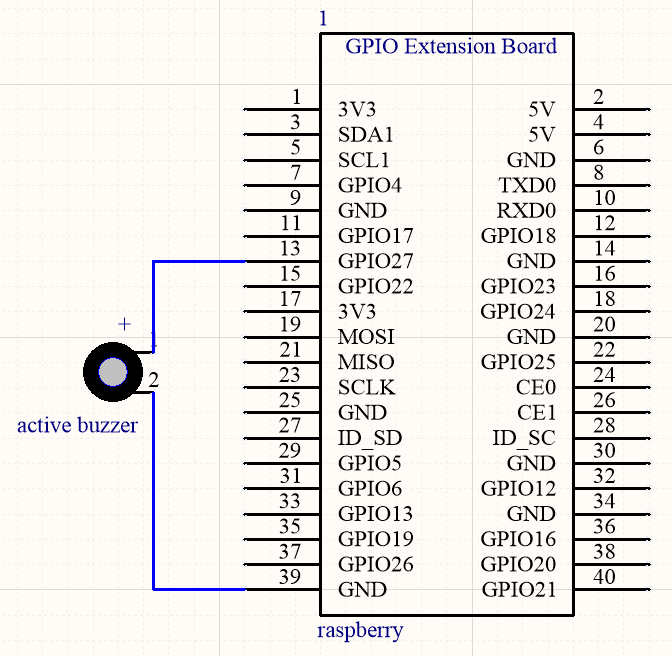 1
GPIO Extension Board
1 3V3 5V 2
3 SDA1 5V 4
5 SCL1 GND 6
7 GPIO4 TXD0 8
9 GND RXD0 10
11 GPIO17 GPIO18 12
13 GPIO27 GND 14
15 GPIO22 GPIO23 16
17 3V3 GPIO24 18
19 MOSI GND 20
21 MISO GPIO25 22
23 SCLK CE0 24
25 GND CE1 26
27 ID_SD ID_SC 28
29 GPIO5 GND 30
31 GPIO6 GPIO12 32
33 GPIO13 GND 34
35 GPIO19 GPIO16 36
37 GPIO26 GPIO20 38
39 GND GPIO21 40
+
1
2
active buzzer
raspberry